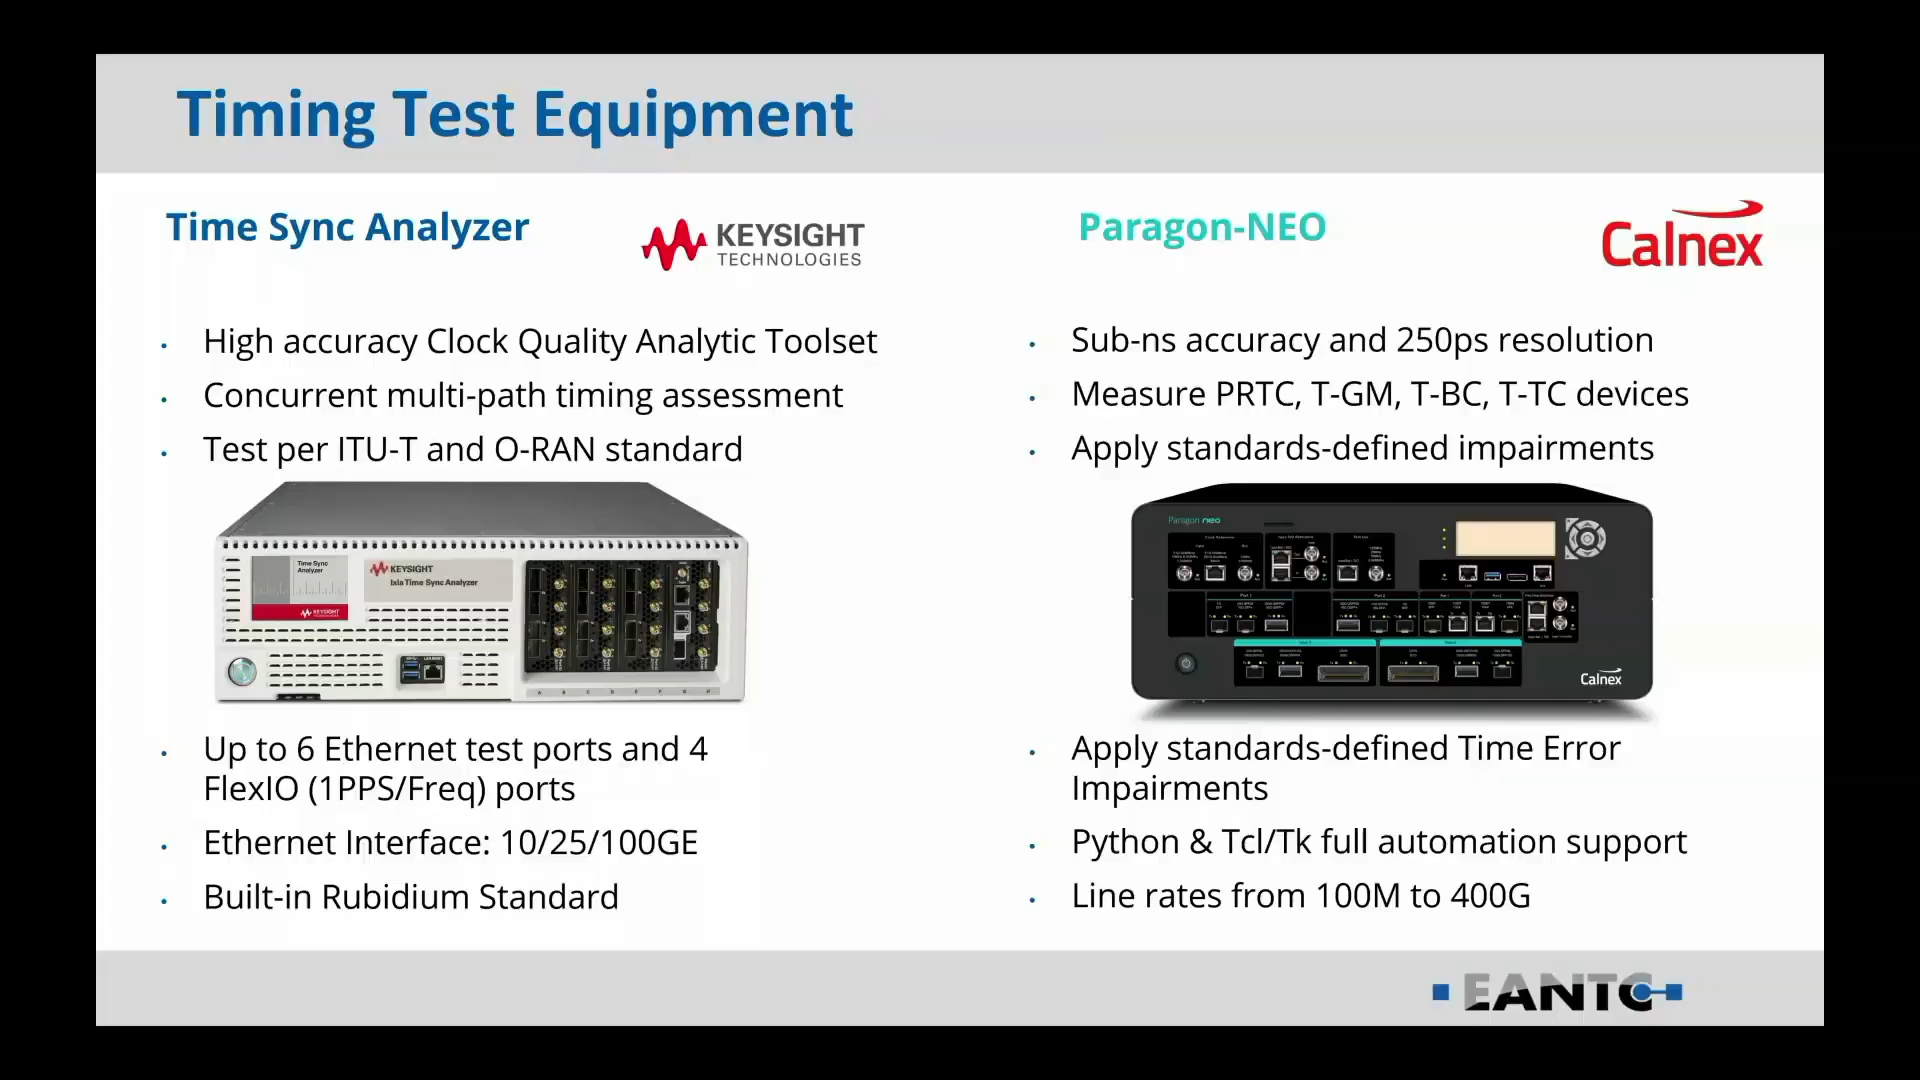 Timing Test Equipment
Time Sync Analyzer
KEYSIGHT
TECHNOLOGIES
• High accuracy Clock Quality Analytic Toolset
• Concurrent multi-path timing assessment
• Test per ITU-T and O-RAN standard
Time Sync
Analyzer
KEYSIGHT
KEYSIGHT
Ixia Time Sync Analyzer
• Up to 6 Ethernet test ports and 4
FlexIO (1PPS/Freq) ports
• Ethernet Interface: 10/25/100GE
• Built-in Rubidium Standard
Paragon-NEO
Calnex
• Sub-ns accuracy and 250ps resolution
• Measure PRTC, T-GM, T-BC, T-TC devices
• Apply standards-defined impairments
Paragon neo
Calnex
• Apply standards-defined Time Error
Impairments
• Python & Tcl/Tk full automation support
• Line rates from 100M to 400G
EANTC